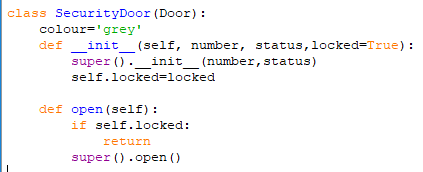 class SecurityDoor(Door):
    colour='grey'
    def __init__(self, number, status,locked=True):
        super().__init__(number,status)
        self.locked=locked

    def open(self):
        if self.locked:
            return
        super().open()